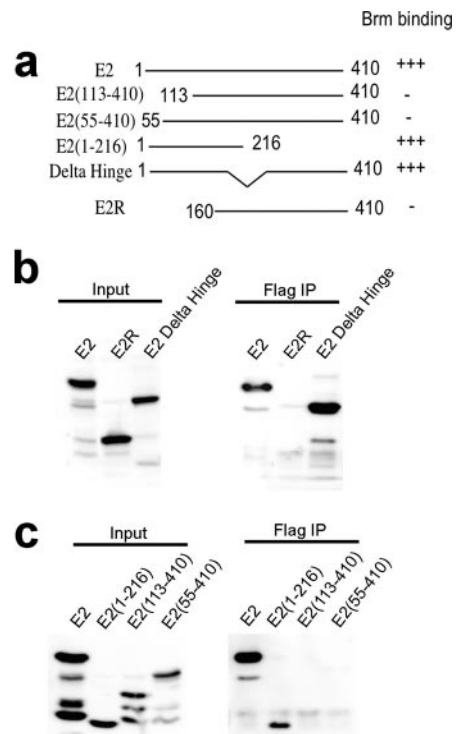 Brm binding
a
E2 1 410 +++
E2(113-410) 113 410 -
E2(55-410) 55 410 -
E2(1-216) 1 216 +++
Delta Hinge 1 410 +++
E2R 160 410 -
b
Input Flag IP
E2 E2R E2 Delta Hinge E2 E2R E2 Delta Hinge
c
Input Flag IP
E2 E2(1-216) E2(113-410) E2(55-410) E2 E2(1-216) E2(113-410) E2(55-410)